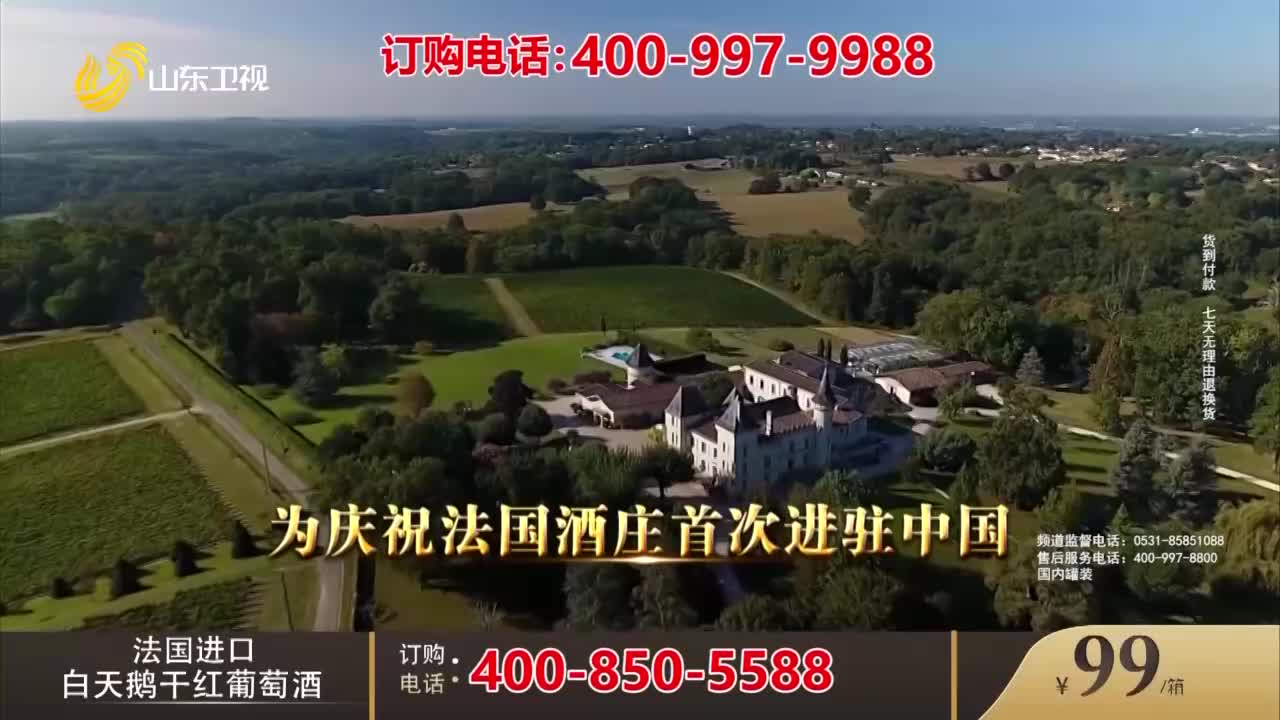 订购电话:400-997-9988
山东卫视
货到付款 七天无理由退换货
为庆祝法国酒庄首次进驻中国
频道监督电话：0531-85851088
售后服务电话：400-997-8800
国内罐装
法国进口
白天鹅干红葡萄酒
订购电话: 400-850-5588
¥99/箱